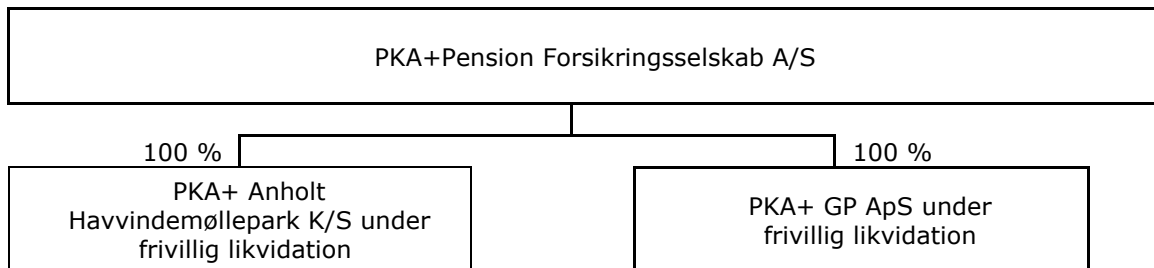 PKA+Pension Forsikringsselskab A/S
100 %
100 %
PKA+ Anholt
Havvindemøllepark K/S under
frivillig likvidation
PKA+ GP ApS under
frivillig likvidation